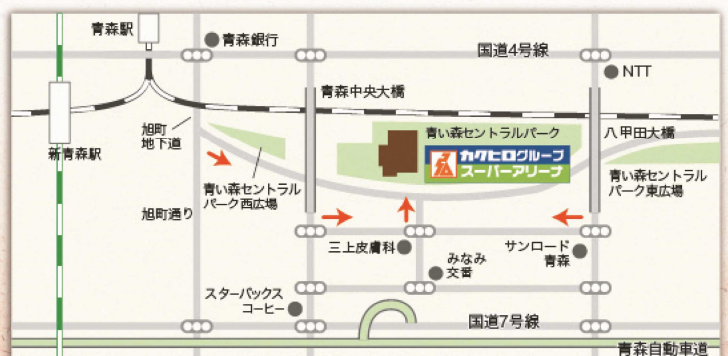 青森駅
青森銀行
国道4号線
NTT
青森中央大橋
旭町
地下道
青い森セントラルパーク
八甲田大橋
新青森駅
カクヒログループ
スーパーアリーナ
青い森セントラル
パーク西広場
青い森セントラル
パーク東広場
旭町通り
三上皮膚科
みなみ
交番
サンロード
青森
スターバックス
コーヒー
国道7号線
青森自動車道